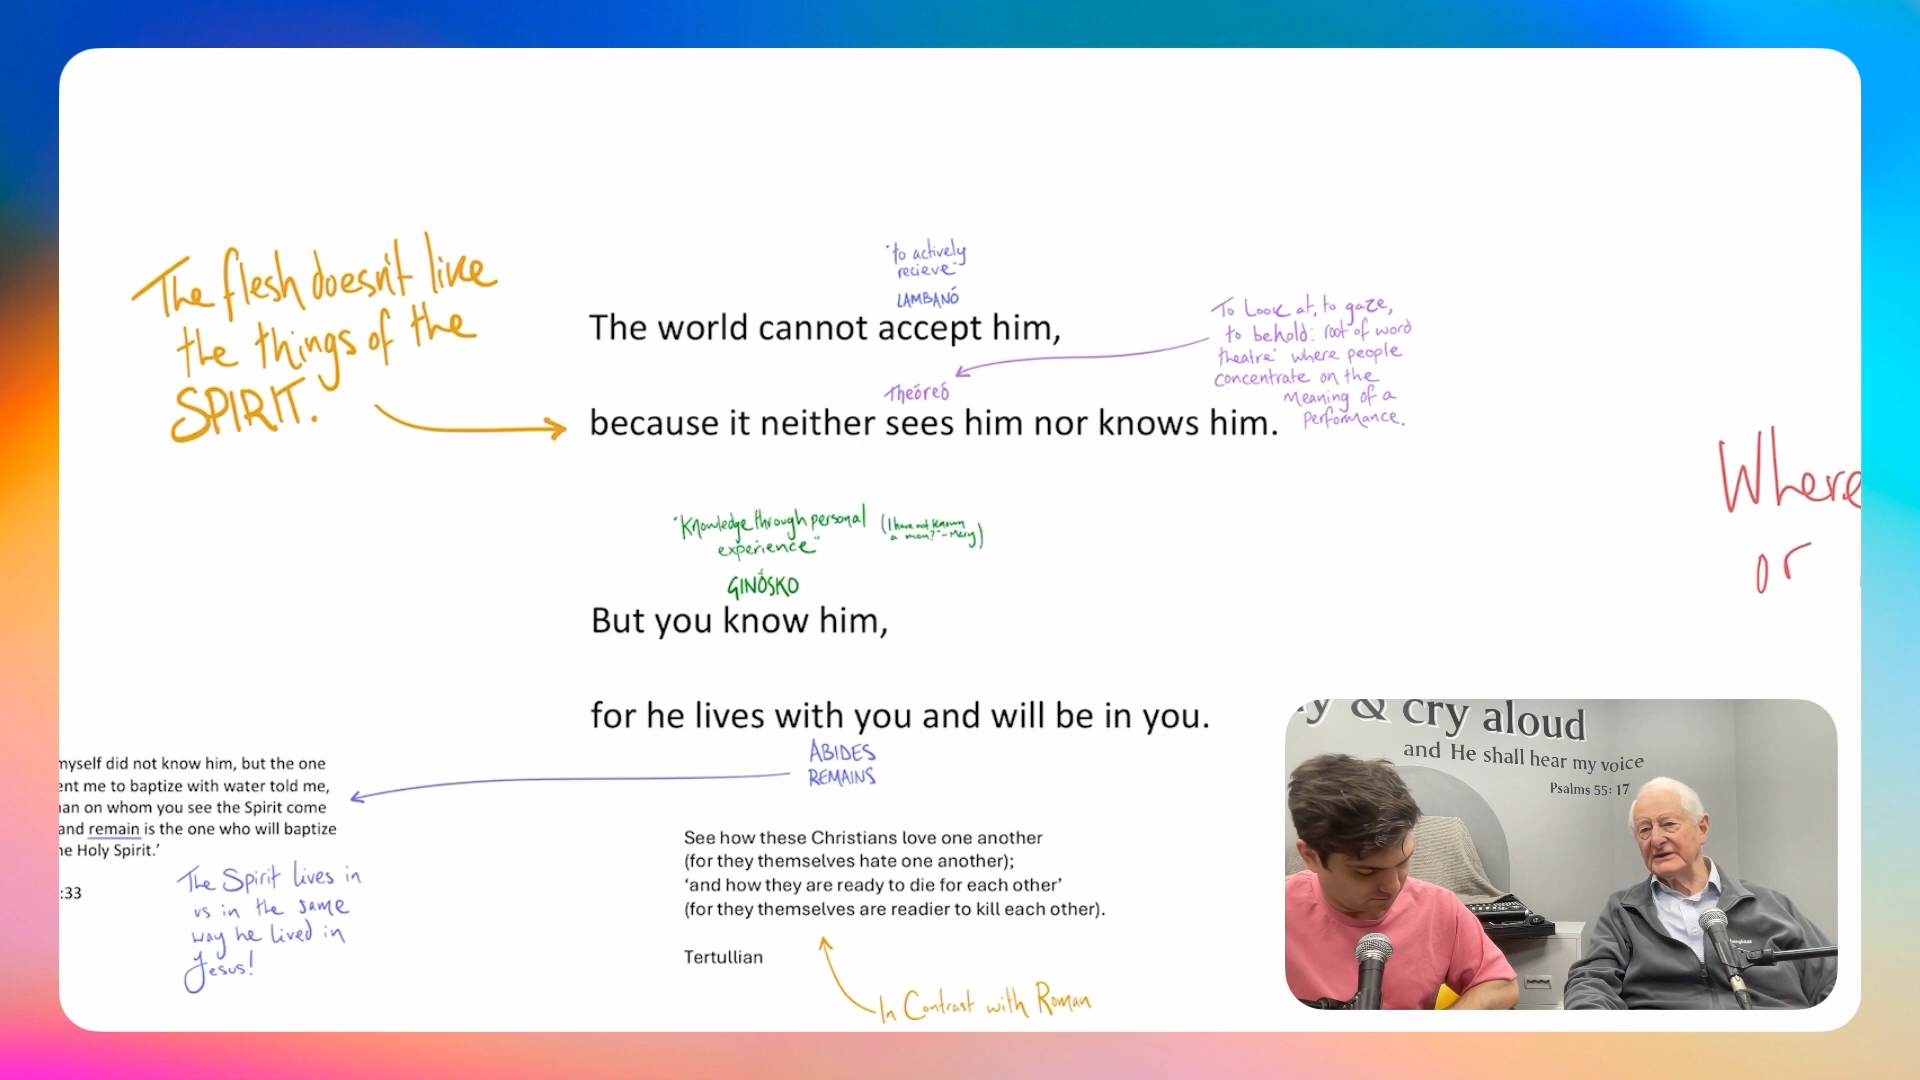 The flesh doesn't like
the things of the
SPIRIT.
"to actively
recieve"
LAMBANÓ
The world cannot accept him,
Theóreó
because it neither sees him nor knows him.
To Look at, to gaze,
to behold: root of word
'theatre' where people
concentrate on the
Meaning of a
Performance.
"Knowledge through personal
experience"
(I have not known
a man?"-Mary)
GINÓSKO
But you know him,
for he lives with you and will be in you.
ABIDES
REMAINS
Where
or
myself did not know him, but the one
ent me to baptize with water told me,
an on whom you see the Spirit come
and remain is the one who will baptize
he Holy Spirit.'
:33
The Spirit lives in
us in the same
way he lived in
Jesus!
See how these Christians love one another
(for they themselves hate one another);
'and how they are ready to die for each other'
(for they themselves are readier to kill each other).
Tertullian
In Contrast with Roman
y & cry aloud
and He shall hear my voice
Psalms 55:17